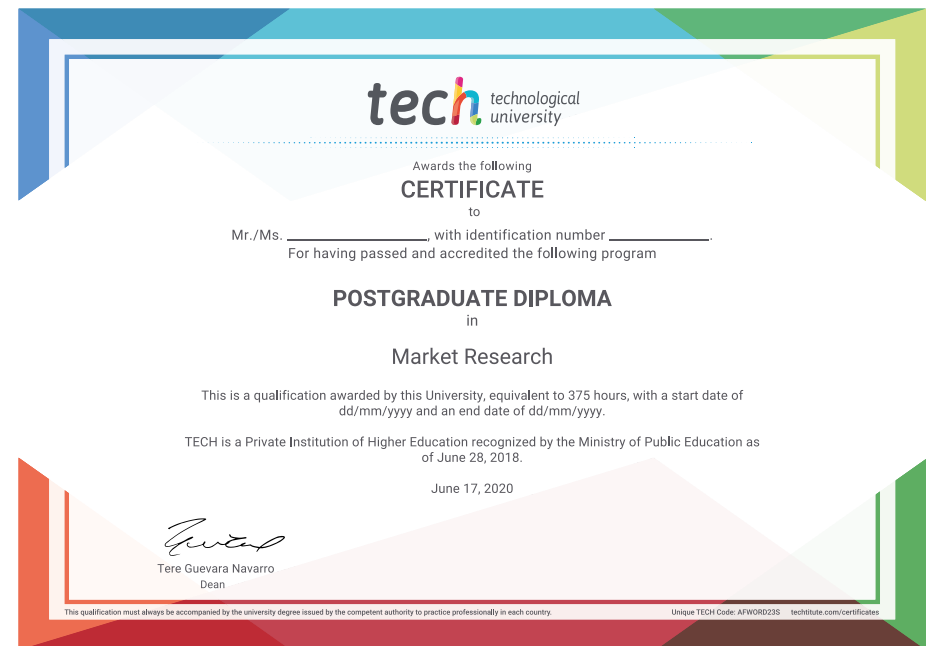 tech technological
university
Awards the following
CERTIFICATE
to
Mr./Ms. ____________________, with identification number ______________.
For having passed and accredited the following program
POSTGRADUATE DIPLOMA
in
Market Research
This is a qualification awarded by this University, equivalent to 375 hours, with a start date of
dd/mm/yyyy and an end date of dd/mm/yyyy.
TECH is a Private Institution of Higher Education recognized by the Ministry of Public Education as
of June 28, 2018.
June 17, 2020
Tere Guevara Navarro
Dean
This qualification must always be accompanied by the university degree issued by the competent authority to practice professionally in each country. Unique TECH Code: AFWORD23S techtitute.com/certificates